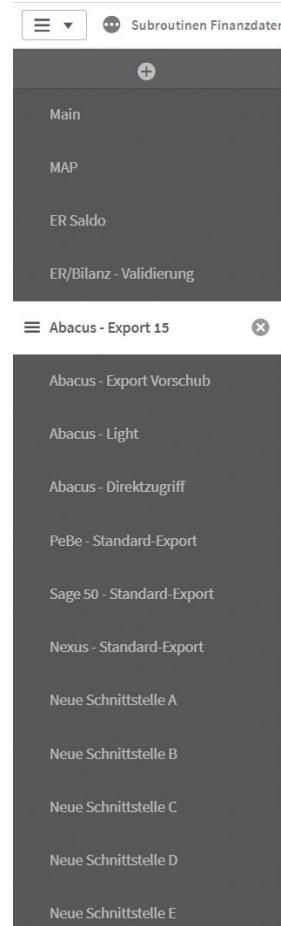 Subroutinen Finanzdaten
Main
MAP
ER Saldo
ER/Bilanz - Validierung
Abacus - Export 15
Abacus - Export Vorschub
Abacus - Light
Abacus - Direktzugriff
PeBe - Standard-Export
Sage 50 - Standard-Export
Nexus - Standard-Export
Neue Schnittstelle A
Neue Schnittstelle B
Neue Schnittstelle C
Neue Schnittstelle D
Neue Schnittstelle E